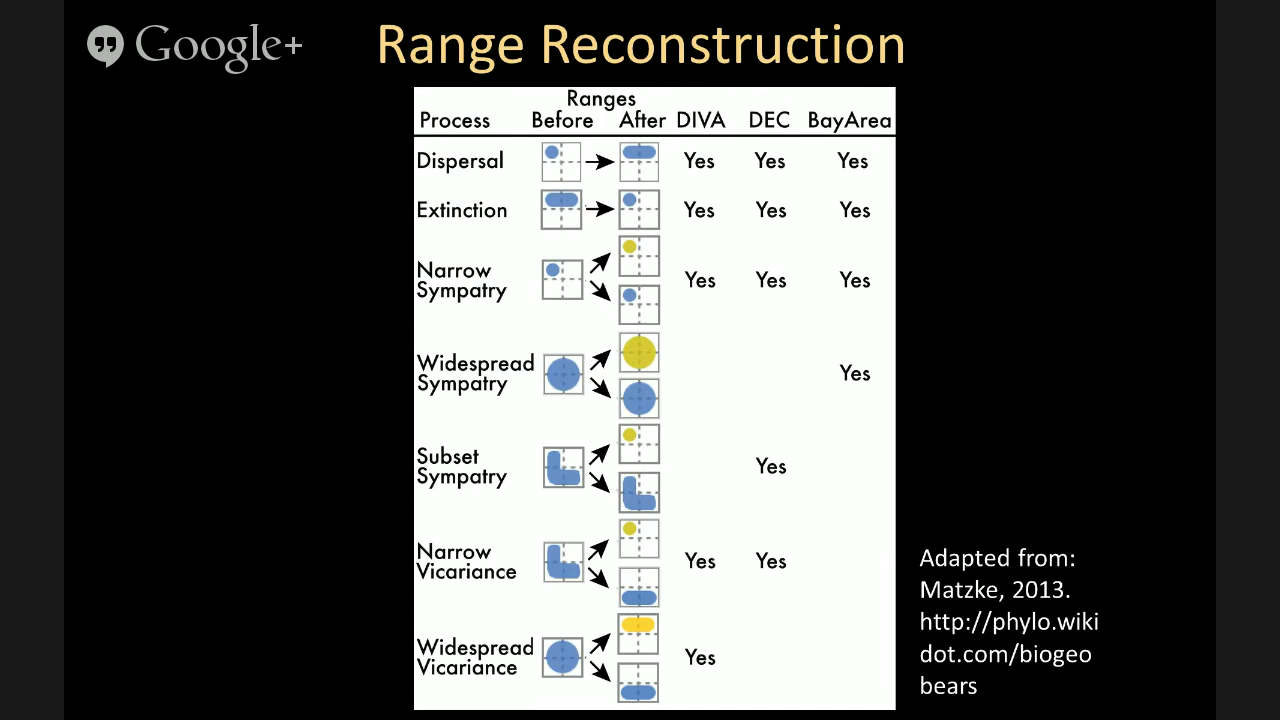 Google+
Range Reconstruction
Ranges
Process Before After DIVA DEC BayArea
Dispersal Yes Yes Yes
Extinction Yes Yes Yes
Narrow
Sympatry Yes Yes Yes
Widespread
Sympatry Yes
Subset
Sympatry Yes
Narrow
Vicariance Yes Yes
Widespread
Vicariance Yes
Adapted from:
Matzke, 2013.
http://phylo.wiki
dot.com/biogeo
bears